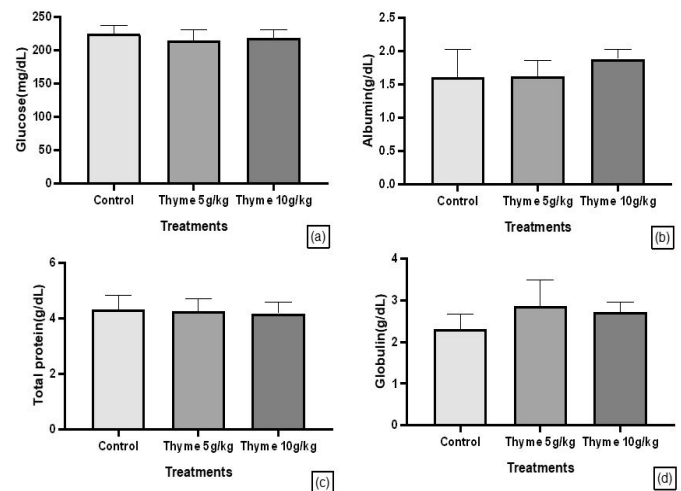 Glucose(mg/dL)
250
200
150
100
50
0
Control
Thyme 5g/kg
Thyme 10g/kg
Treatments
(a)
Albumin(g/dL)
2.5
2.0
1.5
1.0
0.5
0.0
Control
Thyme 5g/kg
Thyme 10g/kg
Treatments
(b)
Total protein(g/dL)
6
4
2
0
Control
Thyme 5g/kg
Thyme 10g/kg
Treatments
(c)
Globulin(g/dL)
4
3
2
1
0
Control
Thyme 5g/kg
Thyme 10g/kg
Treatments
(d)